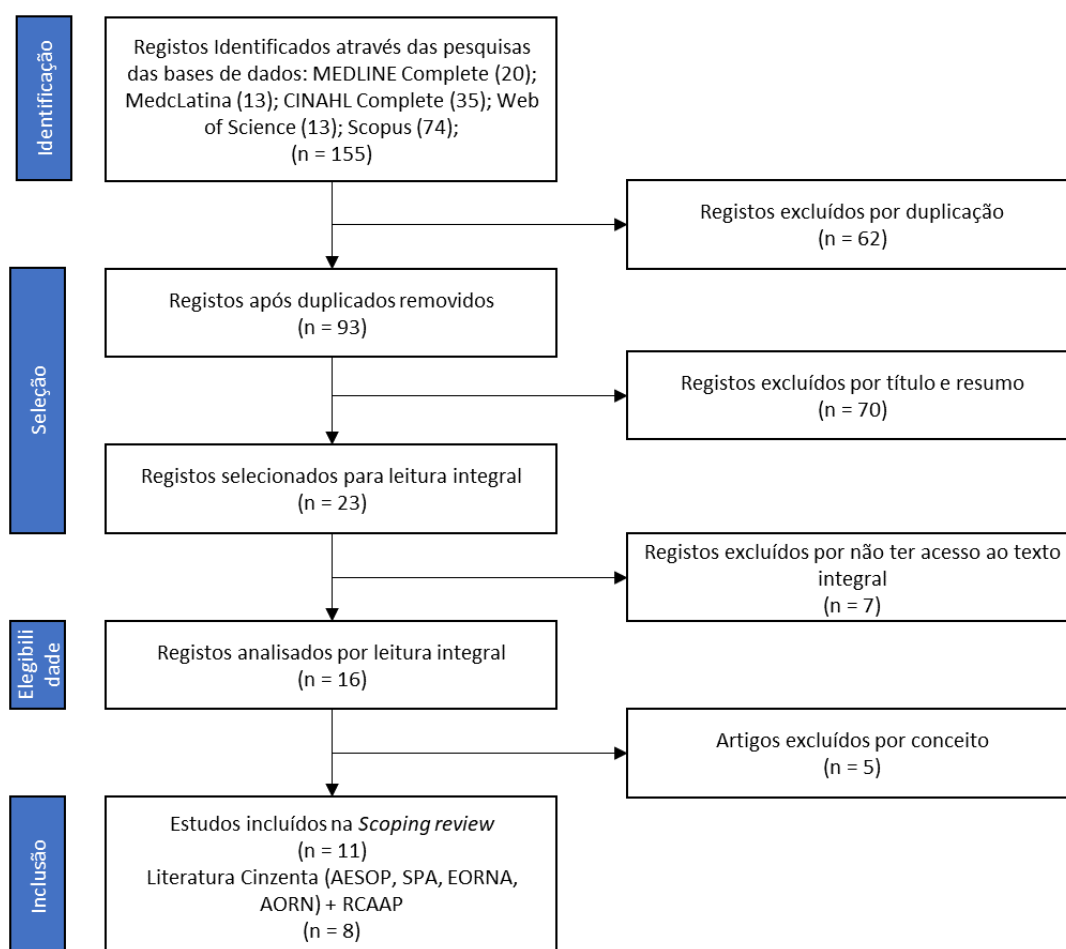 Identificação
Registos Identificados através das pesquisas
das bases de dados: MEDLINE Complete (20);
MedcLatina (13); CINAHL Complete (35); Web
of Science (13); Scopus (74);
(n = 155)
Registos excluídos por duplicação
(n = 62)
Seleção
Registos após duplicados removidos
(n = 93)
Registos excluídos por título e resumo
(n = 70)
Registos selecionados para leitura integral
(n = 23)
Registos excluídos por não ter acesso ao texto
integral
(n = 7)
Elegibili
dade
Registos analisados por leitura integral
(n = 16)
Artigos excluídos por conceito
(n = 5)
Inclusão
Estudos incluídos na Scoping review
(n = 11)
Literatura Cinzenta (AESOP, SPA, EORNA,
AORN) + RCAAP
(n = 8)